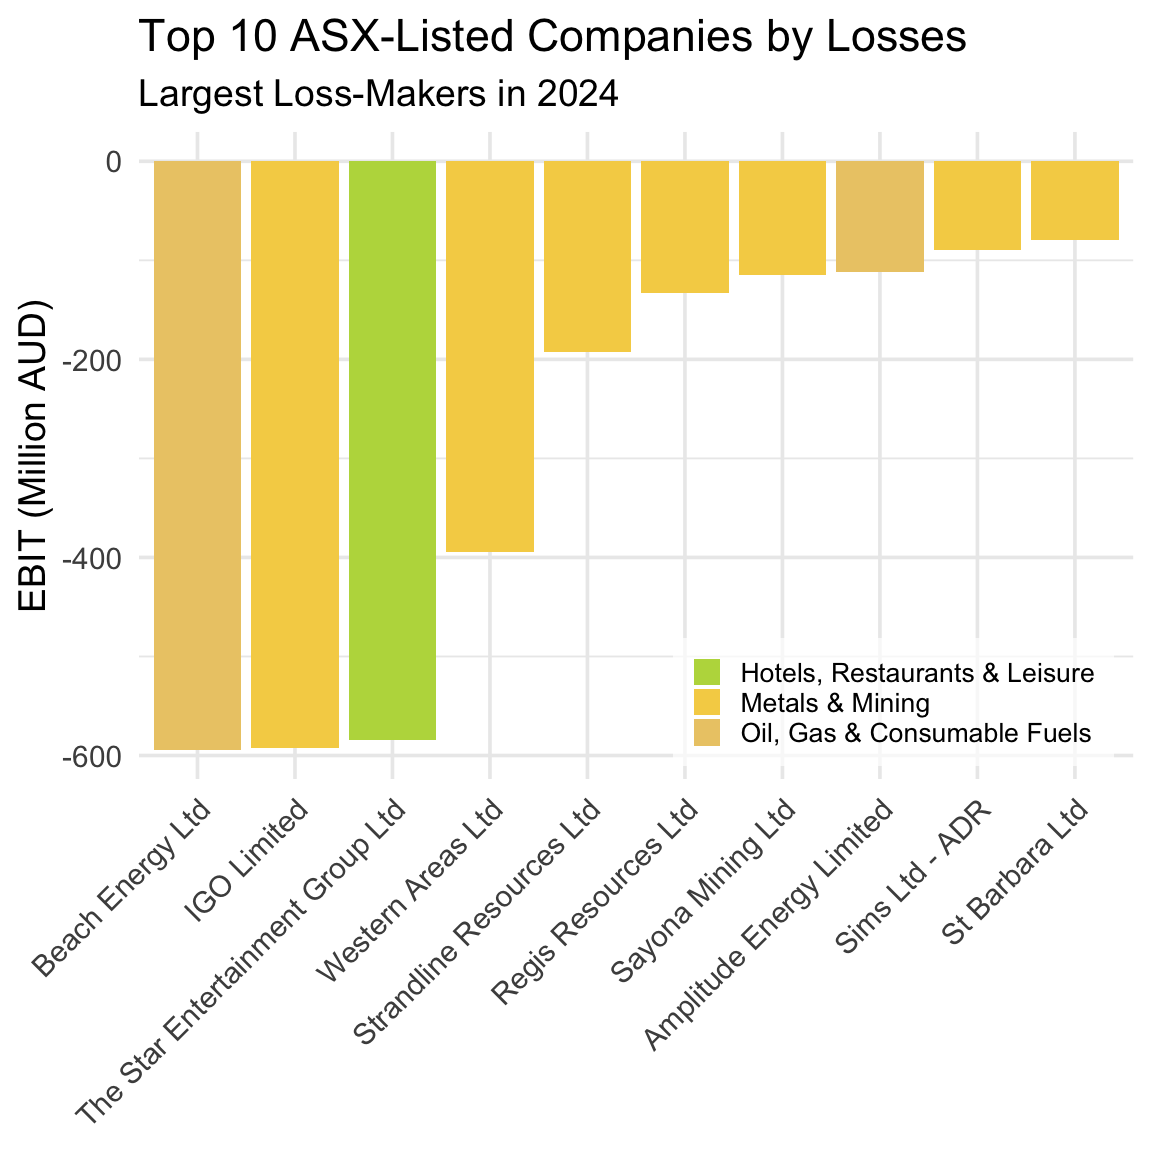 Top 10 ASX-Listed Companies by Losses
Largest Loss-Makers in 2024
EBIT (Million AUD)
0
-200
-400
-600
Hotels, Restaurants & Leisure
Metals & Mining
Oil, Gas & Consumable Fuels
Beach Energy Ltd
IGO Limited
The Star Entertainment Group Ltd
Western Areas Ltd
Strandline Resources Ltd
Regis Resources Ltd
Sayona Mining Ltd
Amplitude Energy Limited
Sims Ltd - ADR
St Barbara Ltd